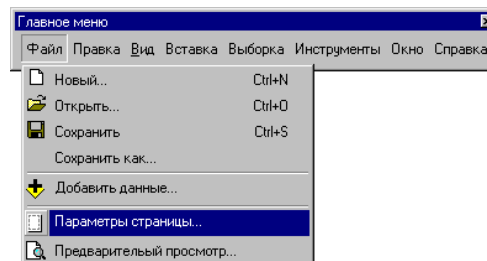 Главное меню
Файл Правка Вид Вставка Выборка Инструменты Окно Справка
Новый... Ctrl+N
Открыть... Ctrl+O
Сохранить Ctrl+S
Сохранить как...
Добавить данные...
Параметры страницы...
Предварительый просмотр...